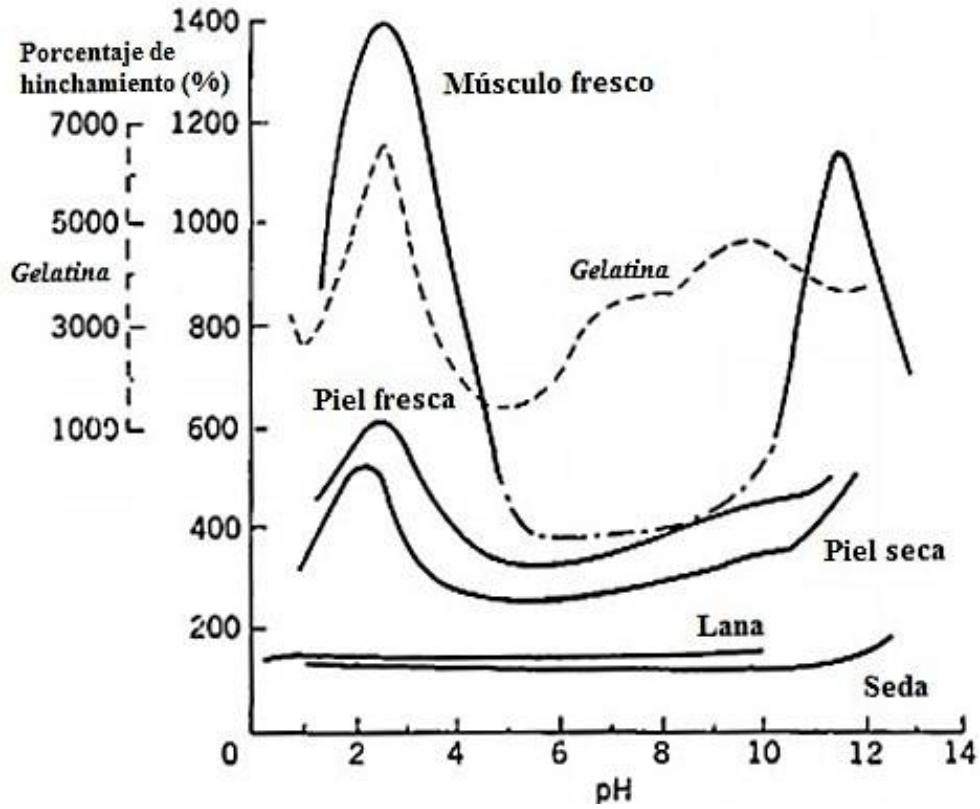 1400
Porcentaje de
hinchamiento (%)
Músculo fresco
7000
1200
5000
1000
Gelatina
Gelatina
3000
800
Piel fresca
1000
600
400
Piel seca
200
Lana
Seda
0 2 4 6 8 10 12 14
pH